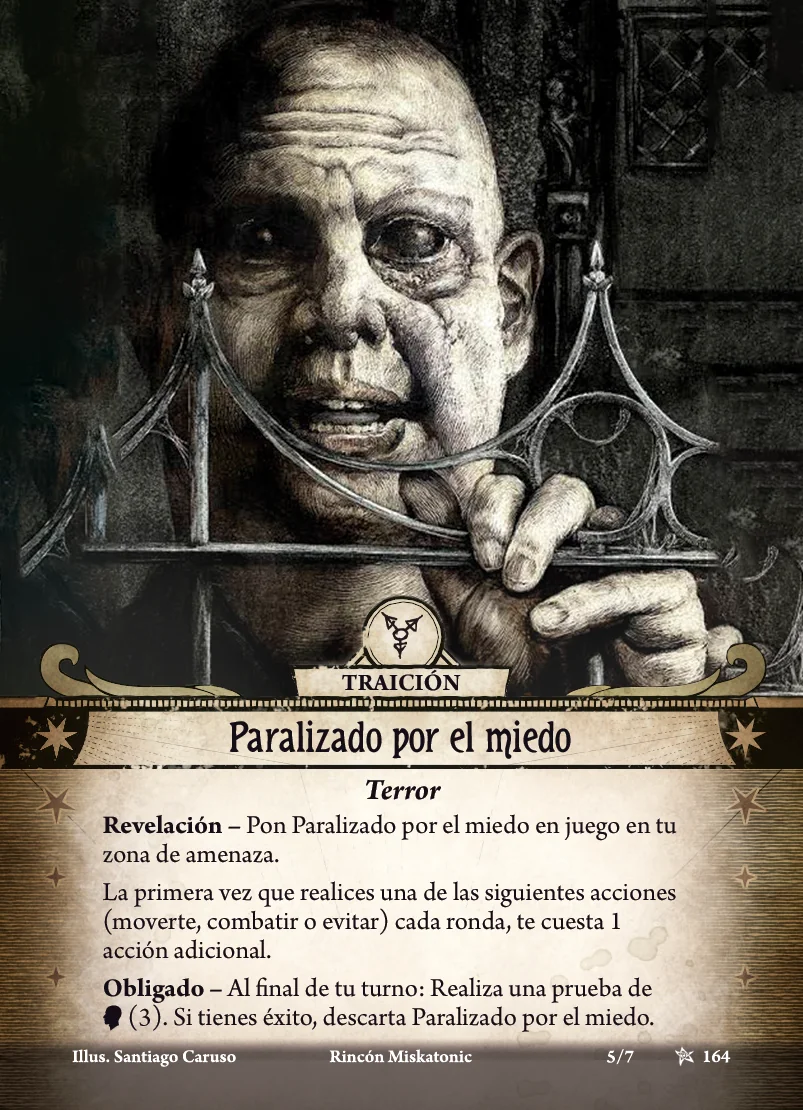 TRAICIÓN
Paralizado por el miedo
Terror
Revelación – Pon Paralizado por el miedo en juego en tu
zona de amenaza.
La primera vez que realices una de las siguientes acciones
(moverte, combatir o evitar) cada ronda, te cuesta 1
acción adicional.
Obligado – Al final de tu turno: Realiza una prueba de
(3). Si tienes éxito, descarta Paralizado por el miedo.
Illus. Santiago Caruso Rincón Miskatonic 5/7 164